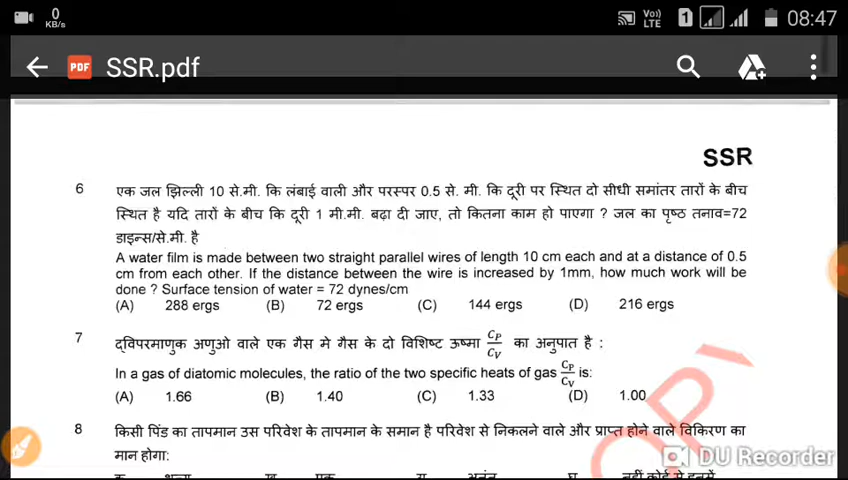 0
KB/s
Vo))
LTE
1
08:47
PDF
SSR.pdf
SSR
6 एक जल झिल्ली 10 से.मी. कि लंबाई वाली और परस्पर 0.5 से. मी. कि दूरी पर स्थित दो सीधी समांतर तारों के बीच
स्थित है यदि तारों के बीच कि दूरी 1 मी.मी. बढ़ा दी जाए, तो कितना काम हो पाएगा ? जल का पृष्ठ तनाव=72
डाइन्स/से.मी. है
A water film is made between two straight parallel wires of length 10 cm each and at a distance of 0.5
cm from each other. If the distance between the wire is increased by 1mm, how much work will be
done ? Surface tension of water = 72 dynes/cm
(A) 288 ergs (B) 72 ergs (C) 144 ergs (D) 216 ergs
7 द्विपरमाणुक अणुओ वाले एक गैस मे गैस के दो विशिष्ट ऊष्मा C_P/C_V का अनुपात है :
In a gas of diatomic molecules, the ratio of the two specific heats of gas C_P/C_V is:
(A) 1.66 (B) 1.40 (C) 1.33 (D) 1.00
8 किसी पिंड का तापमान उस परिवेश के तापमान के समान है परिवेश से निकलने वाले और प्राप्त होने वाले विकिरण का
मान होगा:
OPY
DU Recorder